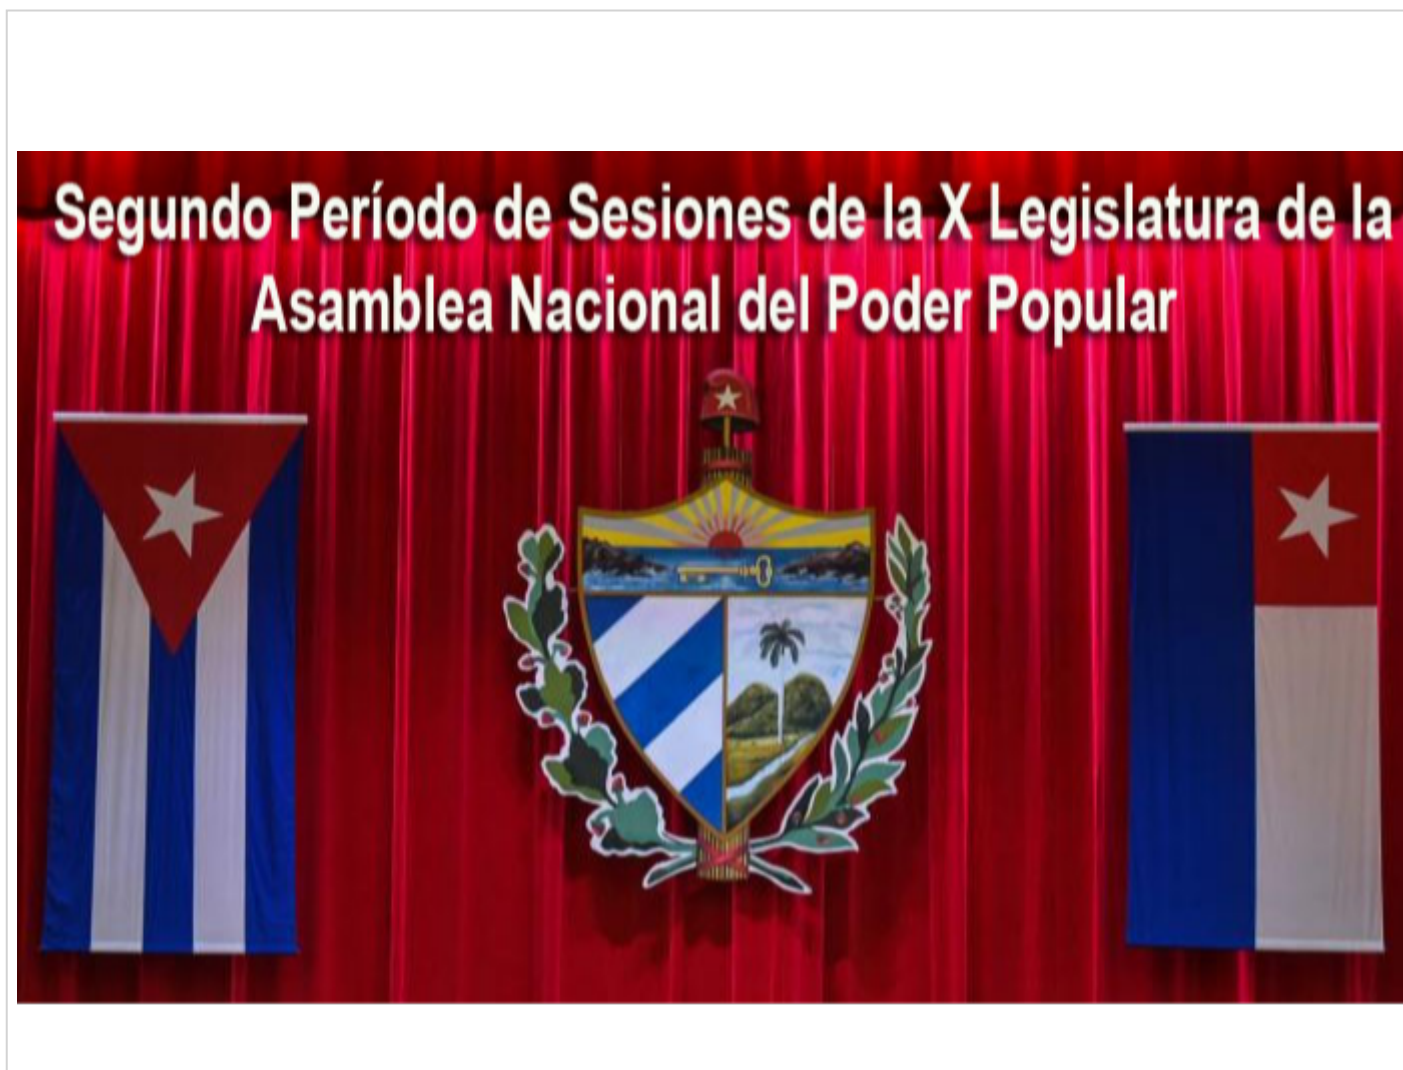 Segundo Período de Sesiones de la X Legislatura de la
Asamblea Nacional del Poder Popular